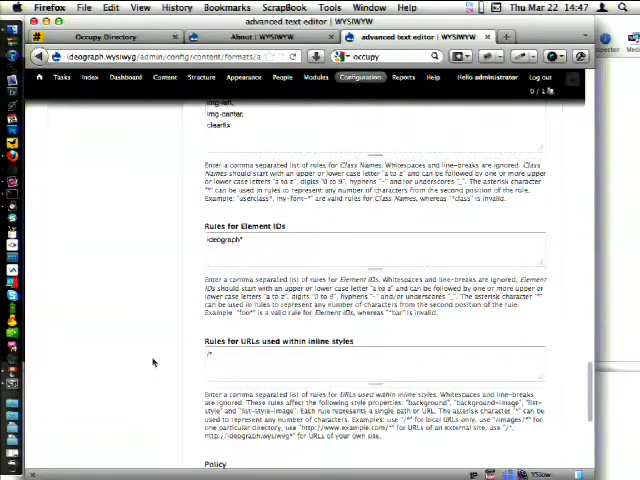 Firefox File Edit View History Bookmarks ScrapBook Tools Window Help Thu Mar 22 14:47
advanced text editor | WYSIWYW
Occupy Directory About | WYSIWYW advanced text editor | WYSIWYW
ideograph.wysiwyg/admin/config/content/formats/a occupy
Tasks Index Dashboard Content Structure Appearance People Modules Configuration Reports Help Hello administrator Log out
0 / 1
img-left,
img-center,
clearfix
Enter a comma separated list of rules for Class Names. Whitespaces and line-breaks are ignored. Class
Names should start with an upper or lower case letter "a to z" and can be followed by one or more upper
or lower case letters "a to z", digits "0 to 9", hyphens "-" and/or underscores "_". The asterisk character
"*" can be used in rules to represent any number of characters from the second position of the rule.
Example: "userclass*, my-font-*" are valid rules for Class Names, whereas "*class" is invalid.
Rules for Element IDs
ideograph*
Enter a comma separated list of rules for Element IDs. Whitespaces and line-breaks are ignored. Element
IDs should start with an upper or lower case letter "a to z" and can be followed by one or more upper or
lower case letters "a to z", digits "0 to 9", hyphens "-" and/or underscores "_". The asterisk character "*"
can be used in rules to represent any number of characters from the second position of the rule.
Example "foo*" is a valid rule for Element IDs, whereas "*bar" is invalid.
Rules for URLs used within inline styles
/*
Enter a comma separated list of rules for URLs used within inline styles. Whitespaces and line-breaks
are ignored. These rules affect the following style properties: "background", "background-image", "list-
style" and "list-style-image". Each rule represents a single path or URL. The asterisk character "*" can be
used to represent any number of characters. Examples: use "/*" for local URLs only, use "/images/*" for
one particular directory, use "http://www.example.com/*" for URLs of an external site, use "/*,
http://ideograph.wysiwyg*" for URLs of your own site.
Policy
YSlow